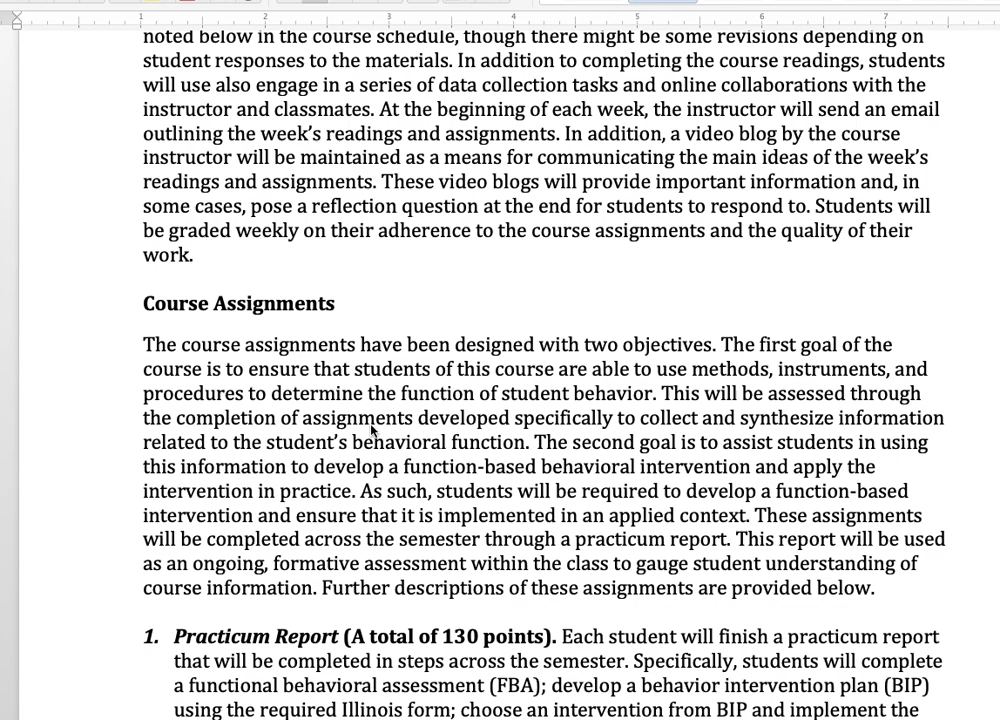 1 2 3 4 5 6 7
noted below in the course schedule, though there might be some revisions depending on
student responses to the materials. In addition to completing the course readings, students
will use also engage in a series of data collection tasks and online collaborations with the
instructor and classmates. At the beginning of each week, the instructor will send an email
outlining the week’s readings and assignments. In addition, a video blog by the course
instructor will be maintained as a means for communicating the main ideas of the week’s
readings and assignments. These video blogs will provide important information and, in
some cases, pose a reflection question at the end for students to respond to. Students will
be graded weekly on their adherence to the course assignments and the quality of their
work.
Course Assignments
The course assignments have been designed with two objectives. The first goal of the
course is to ensure that students of this course are able to use methods, instruments, and
procedures to determine the function of student behavior. This will be assessed through
the completion of assignments developed specifically to collect and synthesize information
related to the student’s behavioral function. The second goal is to assist students in using
this information to develop a function-based behavioral intervention and apply the
intervention in practice. As such, students will be required to develop a function-based
intervention and ensure that it is implemented in an applied context. These assignments
will be completed across the semester through a practicum report. This report will be used
as an ongoing, formative assessment within the class to gauge student understanding of
course information. Further descriptions of these assignments are provided below.
1. Practicum Report (A total of 130 points). Each student will finish a practicum report
that will be completed in steps across the semester. Specifically, students will complete
a functional behavioral assessment (FBA); develop a behavior intervention plan (BIP)
using the required Illinois form; choose an intervention from BIP and implement the